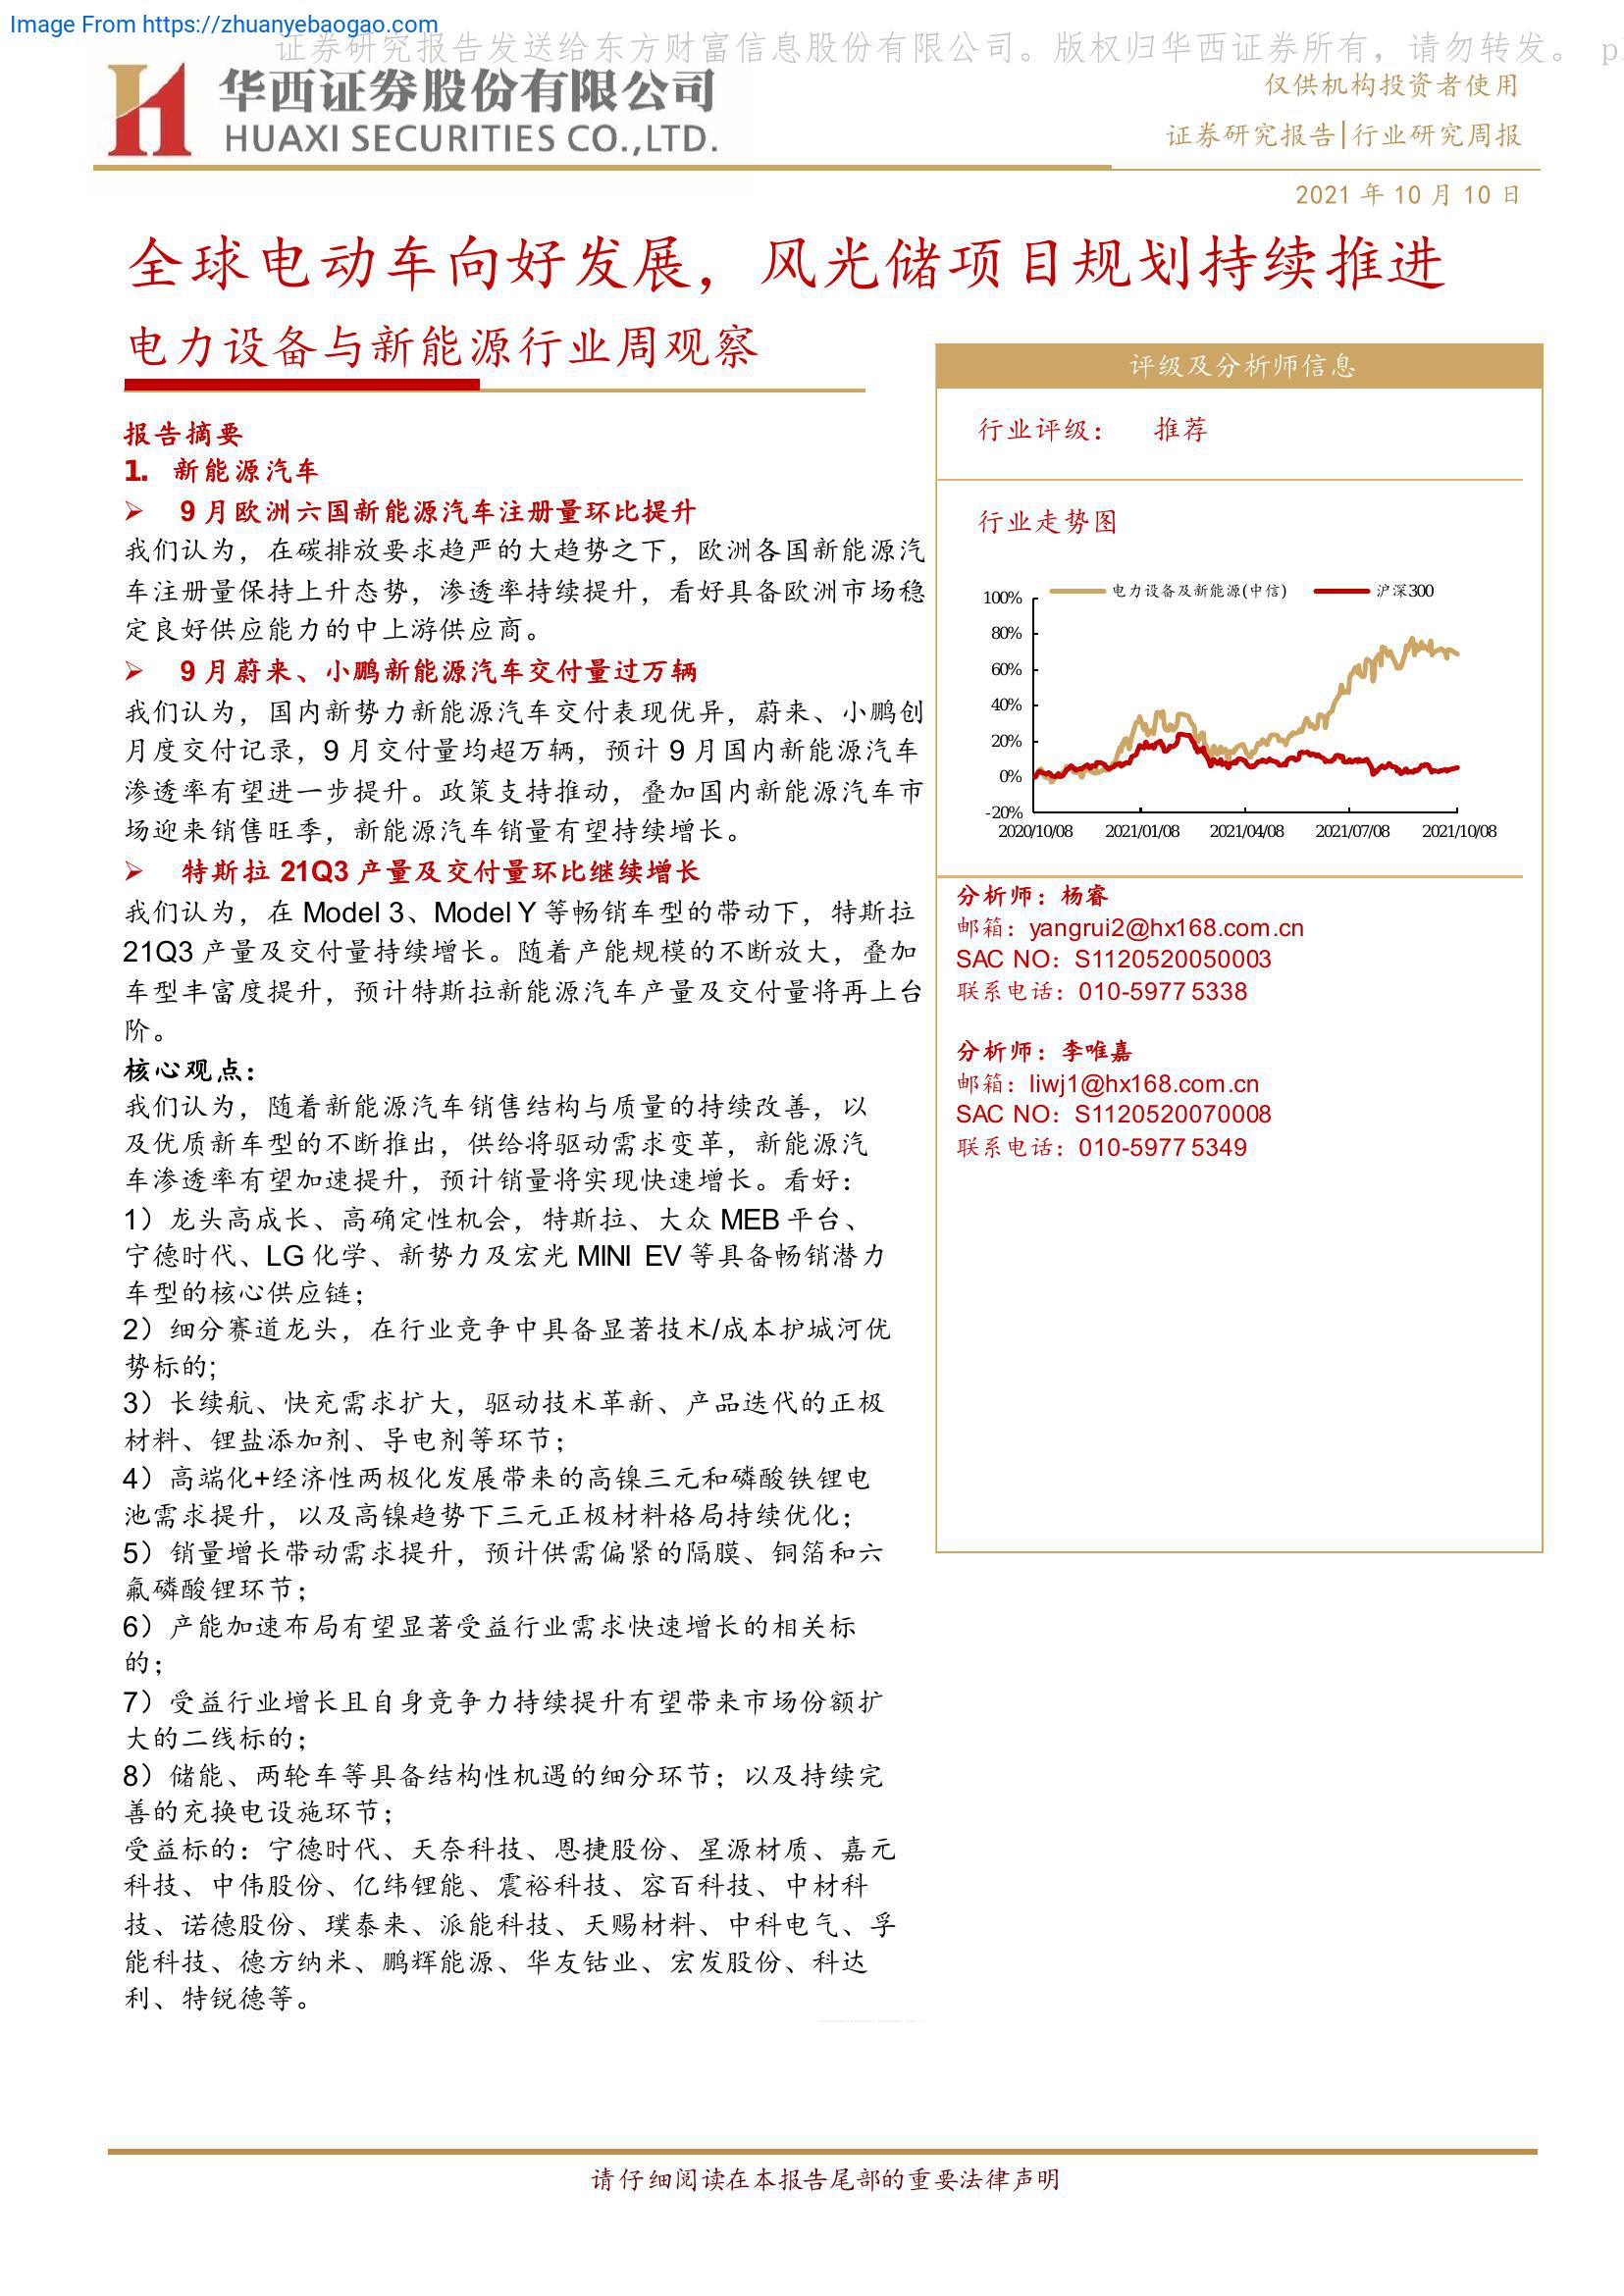 Image From https://zhuanyebaogao.com
证券研究报告发送给东方财富信息股份有限公司。版权归华西证券所有，请勿转发。 p
华西证券股份有限公司
HUAXI SECURITIES CO.,LTD.
仅供机构投资者使用
证券研究报告|行业研究周报
2021 年 10 月 10 日
全球电动车向好发展，风光储项目规划持续推进
电力设备与新能源行业周观察
报告摘要
1. 新能源汽车
➢ 9 月欧洲六国新能源汽车注册量环比提升
我们认为，在碳排放要求趋严的大趋势之下，欧洲各国新能源汽
车注册量保持上升态势，渗透率持续提升，看好具备欧洲市场稳
定良好供应能力的中上游供应商。
➢ 9 月蔚来、小鹏新能源汽车交付量过万辆
我们认为，国内新势力新能源汽车交付表现优异，蔚来、小鹏创
月度交付记录，9 月交付量均超万辆，预计 9 月国内新能源汽车
渗透率有望进一步提升。政策支持推动，叠加国内新能源汽车市
场迎来销售旺季，新能源汽车销量有望持续增长。
➢ 特斯拉 21Q3 产量及交付量环比继续增长
我们认为，在 Model 3、Model Y 等畅销车型的带动下，特斯拉
21Q3 产量及交付量持续增长。随着产能规模的不断放大，叠加
车型丰富度提升，预计特斯拉新能源汽车产量及交付量将再上台
阶。
核心观点：
我们认为，随着新能源汽车销售结构与质量的持续改善，以
及优质新车型的不断推出，供给将驱动需求变革，新能源汽
车渗透率有望加速提升，预计销量将实现快速增长。看好：
1）龙头高成长、高确定性机会，特斯拉、大众 MEB 平台、
宁德时代、LG 化学、新势力及宏光 MINI EV 等具备畅销潜力
车型的核心供应链；
2）细分赛道龙头，在行业竞争中具备显著技术/成本护城河优
势标的;
3）长续航、快充需求扩大，驱动技术革新、产品迭代的正极
材料、锂盐添加剂、导电剂等环节；
4）高端化+经济性两极化发展带来的高镍三元和磷酸铁锂电
池需求提升，以及高镍趋势下三元正极材料格局持续优化；
5）销量增长带动需求提升，预计供需偏紧的隔膜、铜箔和六
氟磷酸锂环节；
6）产能加速布局有望显著受益行业需求快速增长的相关标
的；
7）受益行业增长且自身竞争力持续提升有望带来市场份额扩
大的二线标的；
8）储能、两轮车等具备结构性机遇的细分环节；以及持续完
善的充换电设施环节；
受益标的：宁德时代、天奈科技、恩捷股份、星源材质、嘉元
科技、中伟股份、亿纬锂能、震裕科技、容百科技、中材科
技、诺德股份、璞泰来、派能科技、天赐材料、中科电气、孚
能科技、德方纳米、鹏辉能源、华友钴业、宏发股份、科达
利、特锐德等。
评级及分析师信息
行业评级： 推荐
行业走势图
电力设备及新能源(中信) 沪深300
100%
80%
60%
40%
20%
0%
-20%
2020/10/08 2021/01/08 2021/04/08 2021/07/08 2021/10/08
分析师：杨睿
邮箱：yangrui2@hx168.com.cn
SAC NO：S1120520050003
联系电话：010-5977 5338
分析师：李唯嘉
邮箱：liwj1@hx168.com.cn
SAC NO：S1120520070008
联系电话：010-5977 5349
请仔细阅读在本报告尾部的重要法律声明